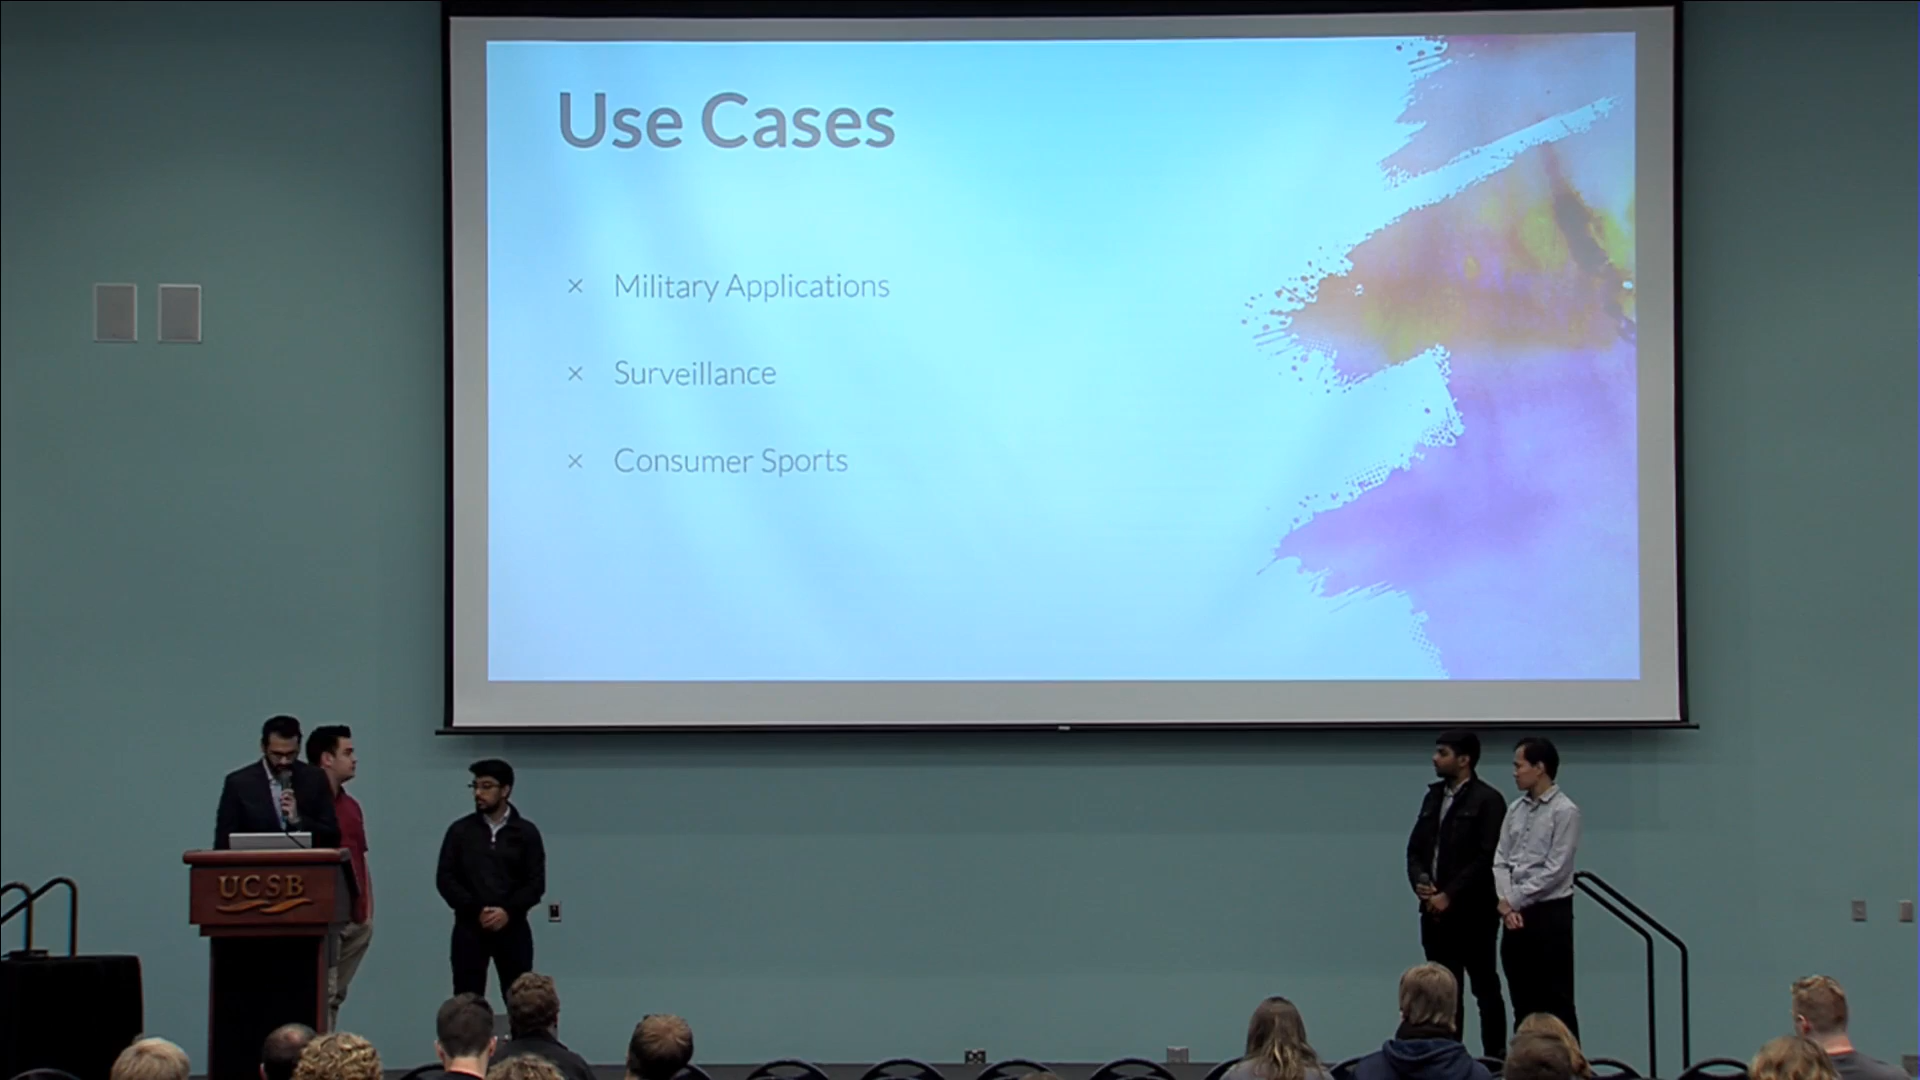 Use Cases
× Military Applications
× Surveillance
× Consumer Sports
UCSB